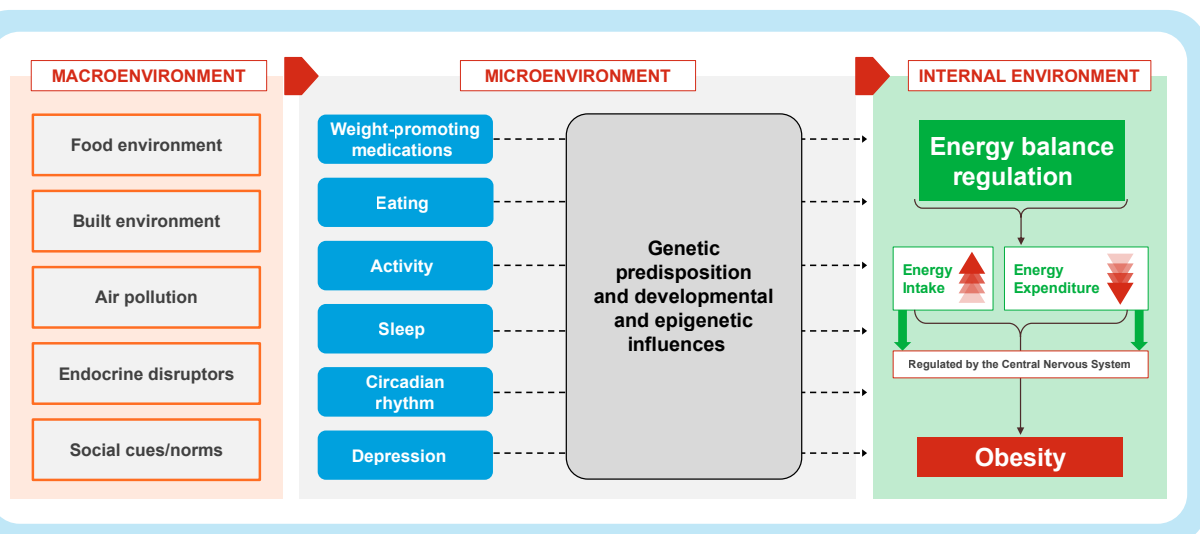 MACROENVIRONMENT
Food environment
Built environment
Air pollution
Endocrine disruptors
Social cues/norms
MICROENVIRONMENT
Weight-promoting
medications
Eating
Activity
Sleep
Circadian
rhythm
Depression
Genetic
predisposition
and developmental
and epigenetic
influences
INTERNAL ENVIRONMENT
Energy balance
regulation
Energy
Intake
Energy
Expenditure
Regulated by the Central Nervous System
Obesity